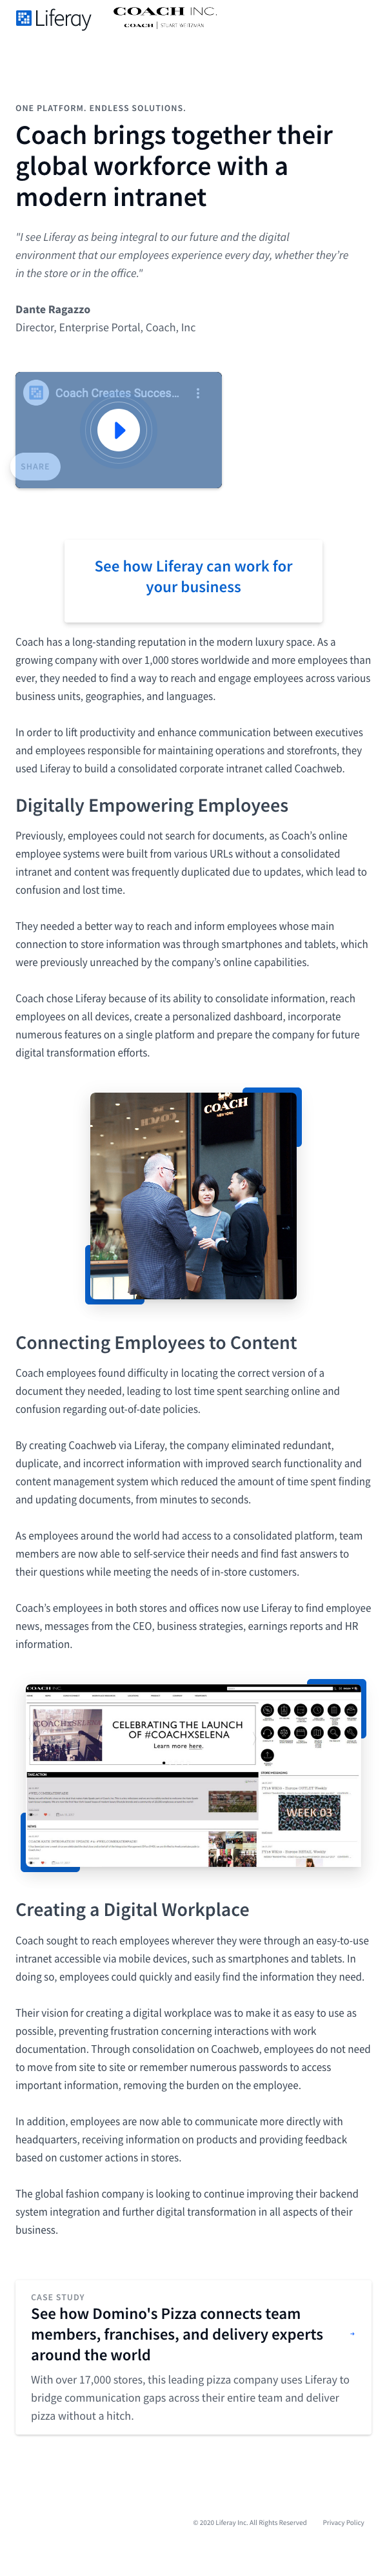 Liferay
COACH INC.
COACH | STUART WEITZMAN
ONE PLATFORM. ENDLESS SOLUTIONS.
Coach brings together their
global workforce with a
modern intranet
"I see Liferay as being integral to our future and the digital
environment that our employees experience every day, whether they're
in the store or in the office."
Dante Ragazzo
Director, Enterprise Portal, Coach, Inc
Coach Creates Succes...
SHARE
See how Liferay can work for
your business
Coach has a long-standing reputation in the modern luxury space. As a
growing company with over 1,000 stores worldwide and more employees than
ever, they needed to find a way to reach and engage employees across various
business units, geographies, and languages.
In order to lift productivity and enhance communication between executives
and employees responsible for maintaining operations and storefronts, they
used Liferay to build a consolidated corporate intranet called Coachweb.
Digitally Empowering Employees
Previously, employees could not search for documents, as Coach's online
employee systems were built from various URLs without a consolidated
intranet and content was frequently duplicated due to updates, which lead to
confusion and lost time.
They needed a better way to reach and inform employees whose main
connection to store information was through smartphones and tablets, which
were previously unreached by the company's online capabilities.
Coach chose Liferay because of its ability to consolidate information, reach
employees on all devices, create a personalized dashboard, incorporate
numerous features on a single platform and prepare the company for future
digital transformation efforts.
COACH
Connecting Employees to Content
Coach employees found difficulty in locating the correct version of a
document they needed, leading to lost time spent searching online and
confusion regarding out-of-date policies.
By creating Coachweb via Liferay, the company eliminated redundant,
duplicate, and incorrect information with improved search functionality and
content management system which reduced the amount of time spent finding
and updating documents, from minutes to seconds.
As employees around the world had access to a consolidated platform, team
members are now able to self-service their needs and find fast answers to
their questions while meeting the needs of in-store customers.
Coach's employees in both stores and offices now use Liferay to find employee
news, messages from the CEO, business strategies, earnings reports and HR
information.
COACH INC
CELEBRATING THE LAUNCH
OF #COACHXSELENA
Learn more here.
WEEK 03
Creating a Digital Workplace
Coach sought to reach employees wherever they were through an easy-to-use
intranet accessible via mobile devices, such as smartphones and tablets. In
doing so, employees could quickly and easily find the information they need.
Their vision for creating a digital workplace was to make it as easy to use as
possible, preventing frustration concerning interactions with work
documentation. Through consolidation on Coachweb, employees do not need
to move from site to site or remember numerous passwords to access
important information, removing the burden on the employee.
In addition, employees are now able to communicate more directly with
headquarters, receiving information on products and providing feedback
based on customer actions in stores.
The global fashion company is looking to continue improving their backend
system integration and further digital transformation in all aspects of their
business.
CASE STUDY
See how Domino's Pizza connects team
members, franchises, and delivery experts
around the world
With over 17,000 stores, this leading pizza company uses Liferay to
bridge communication gaps across their entire team and deliver
pizza without a hitch.
© 2020 Liferay Inc. All Rights Reserved
Privacy Policy